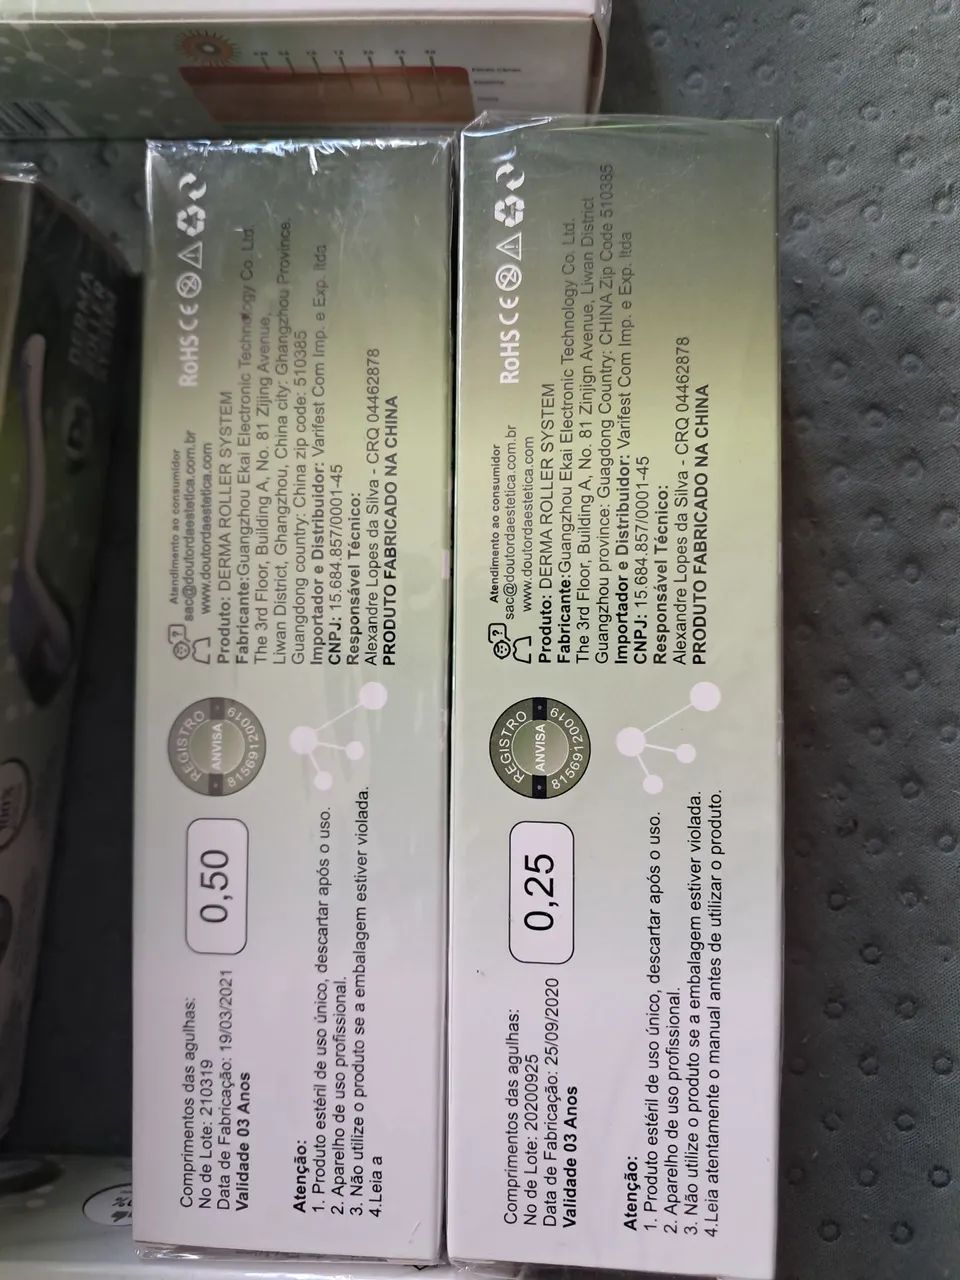 Comprimentos das agulhas:
0,50
No de Lote: 210319
Data de Fabricação: 19/03/2021
Validade 03 Anos
Atenção:
1. Produto estéril de uso único, descartar após o uso.
2. Aparelho de uso profissional.
3. Não utilize o produto se a embalagem estiver violada.
4.Leia a
REGISTRO
ANVISA
81569120019
Atendimento ao consumidor
sac@doutordaestetica.com.br
www.doutordaestetica.com
RoHS CE
Produto: DERMA ROLLER SYSTEM
Fabricante:Guangzhou Ekai Electronic Technology Co. Ltd.
The 3rd Floor, Building A, No. 81 Zijing Avenue,
Liwan District, Ghangzhou, China city: Ghangzhou Province.
Guangdong country: China zip code: 510385
Importador e Distribuidor: Varifest Com Imp. e Exp. ltda
CNPJ: 15.684.857/0001-45
Responsável Técnico:
Alexandre Lopes da Silva - CRQ 04462878
PRODUTO FABRICADO NA CHINA
Comprimentos das agulhas:
0,25
No de Lote: 20200925
Data de Fabricação: 25/09/2020
Validade 03 Anos
Atenção:
1. Produto estéril de uso único, descartar após o uso.
2. Aparelho de uso profissional.
3. Não utilize o produto se a embalagem estiver violada.
4.Leia atentamente o manual antes de utilizar o produto.
REGISTRO
ANVISA
81569120019
Atendimento ao consumidor
sac@doutordaestetica.com.br
www.doutordaestetica.com
RoHS CE
Produto: DERMA ROLLER SYSTEM
Fabricante:Guangzhou Ekai Electronic Technology Co. Ltd.
The 3rd Floor, Building A, No. 81 Zinjign Avenue, Liwan District
Guangzhou province: Guagdong Country: CHINA Zip Code 510385
Importador e Distribuidor: Varifest Com Imp. e Exp. ltda
CNPJ: 15.684.857/0001-45
Responsável Técnico:
Alexandre Lopes da Silva - CRQ 04462878
PRODUTO FABRICADO NA CHINA